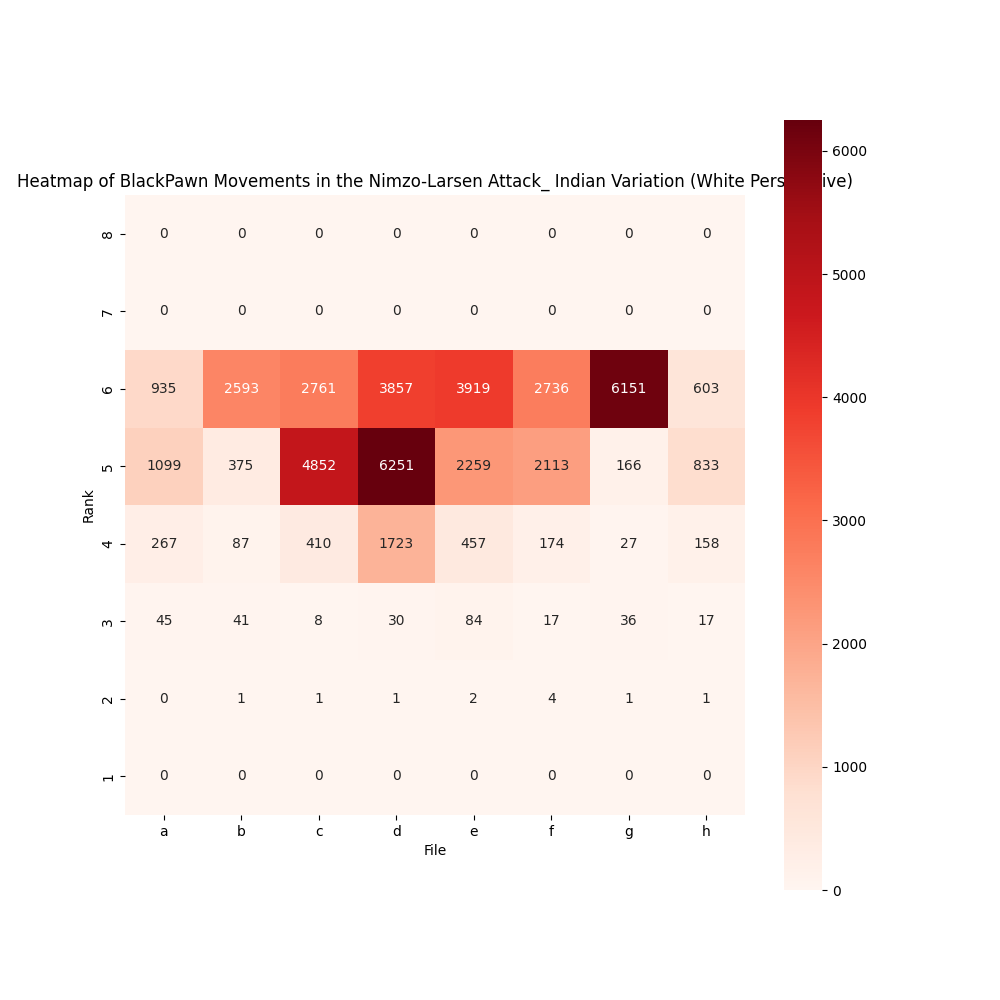 Heatmap of BlackPawn Movements in the Nimzo-Larsen Attack_ Indian Variation (White Pers ive)
8 0 0 0 0 0 0 0 0
7 0 0 0 0 0 0 0 0
6 935 2593 2761 3857 3919 2736 6151 603
5 1099 375 4852 6251 2259 2113 166 833
4 267 87 410 1723 457 174 27 158
3 45 41 8 30 84 17 36 17
2 0 1 1 1 2 4 1 1
1 0 0 0 0 0 0 0 0
a b c d e f g h
File
Rank
6000
5000
4000
3000
2000
1000
0